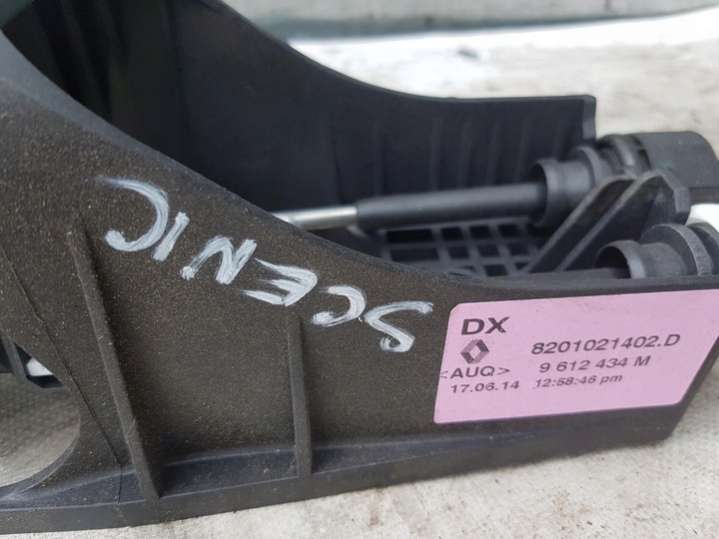 SCENIC
DX
8201021402.D
<AUQ> 9 612 434 M
17.06.14 12:58:46 pm